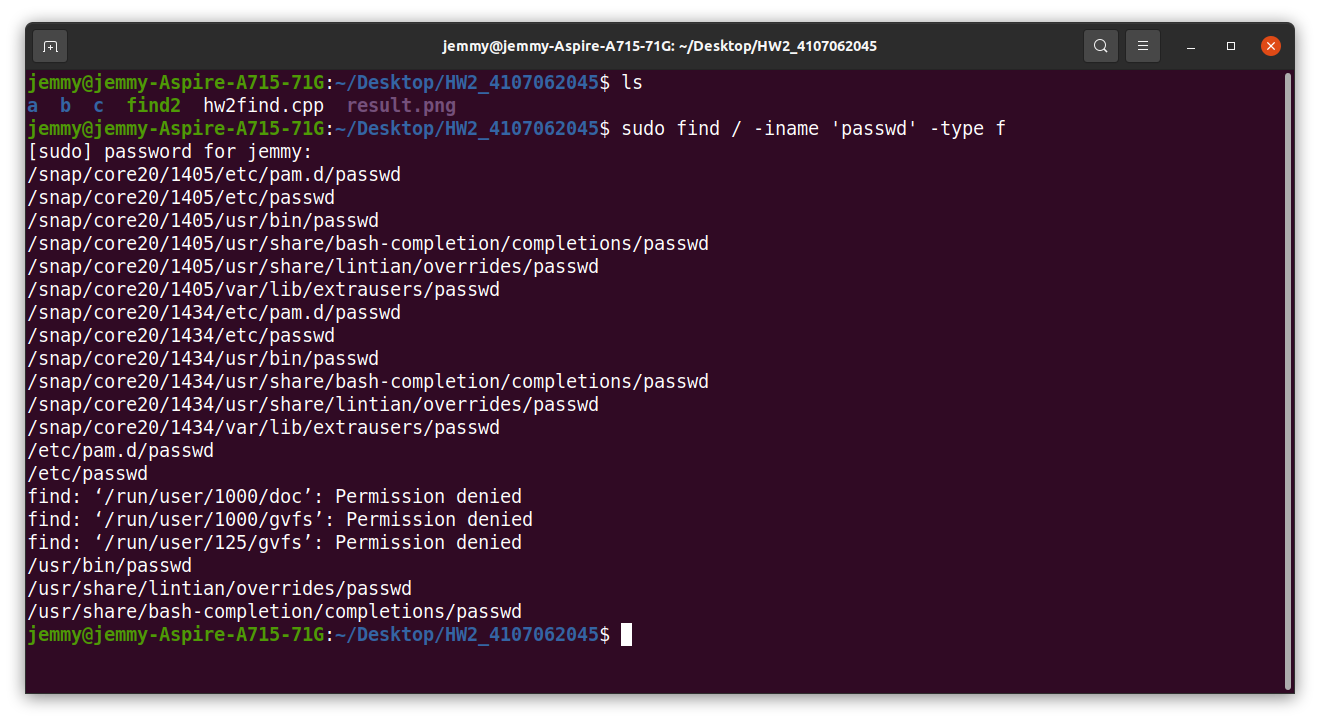 jemmy@jemmy-Aspire-A715-71G: ~/Desktop/HW2_4107062045
jemmy@jemmy-Aspire-A715-71G:~/Desktop/HW2_4107062045$ ls
a  b  c  find2  hw2find.cpp  result.png
jemmy@jemmy-Aspire-A715-71G:~/Desktop/HW2_4107062045$ sudo find / -iname 'passwd' -type f
[sudo] password for jemmy:
/snap/core20/1405/etc/pam.d/passwd
/snap/core20/1405/etc/passwd
/snap/core20/1405/usr/bin/passwd
/snap/core20/1405/usr/share/bash-completion/completions/passwd
/snap/core20/1405/usr/share/lintian/overrides/passwd
/snap/core20/1405/var/lib/extrausers/passwd
/snap/core20/1434/etc/pam.d/passwd
/snap/core20/1434/etc/passwd
/snap/core20/1434/usr/bin/passwd
/snap/core20/1434/usr/share/bash-completion/completions/passwd
/snap/core20/1434/usr/share/lintian/overrides/passwd
/snap/core20/1434/var/lib/extrausers/passwd
/etc/pam.d/passwd
/etc/passwd
find: ‘/run/user/1000/doc’: Permission denied
find: ‘/run/user/1000/gvfs’: Permission denied
find: ‘/run/user/125/gvfs’: Permission denied
/usr/bin/passwd
/usr/share/lintian/overrides/passwd
/usr/share/bash-completion/completions/passwd
jemmy@jemmy-Aspire-A715-71G:~/Desktop/HW2_4107062045$